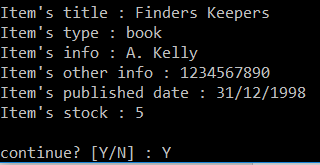 Item's title : Finders Keepers
Item's type : book
Item's info : A. Kelly
Item's other info : 1234567890
Item's published date : 31/12/1998
Item's stock : 5
continue? [Y/N] : Y